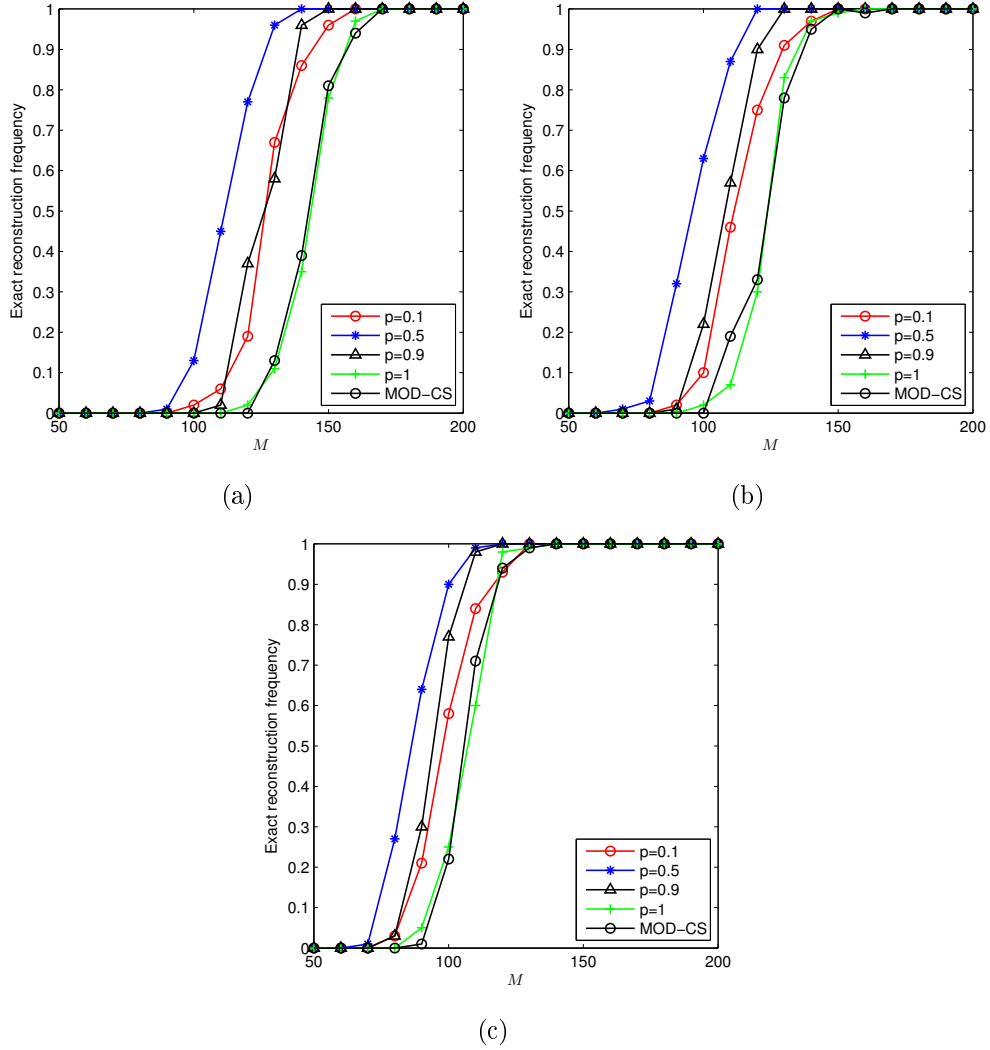 1
0.9
0.8
0.7
0.6
0.5
0.4
0.3
0.2
0.1
0
50
100
150
200
Exact reconstruction frequency
M
p=0.1
p=0.5
p=0.9
p=1
MOD-CS
(a)
1
0.9
0.8
0.7
0.6
0.5
0.4
0.3
0.2
0.1
0
50
100
150
200
Exact reconstruction frequency
M
p=0.1
p=0.5
p=0.9
p=1
MOD-CS
(b)
1
0.9
0.8
0.7
0.6
0.5
0.4
0.3
0.2
0.1
0
50
100
150
200
Exact reconstruction frequency
M
p=0.1
p=0.5
p=0.9
p=1
MOD-CS
(c)